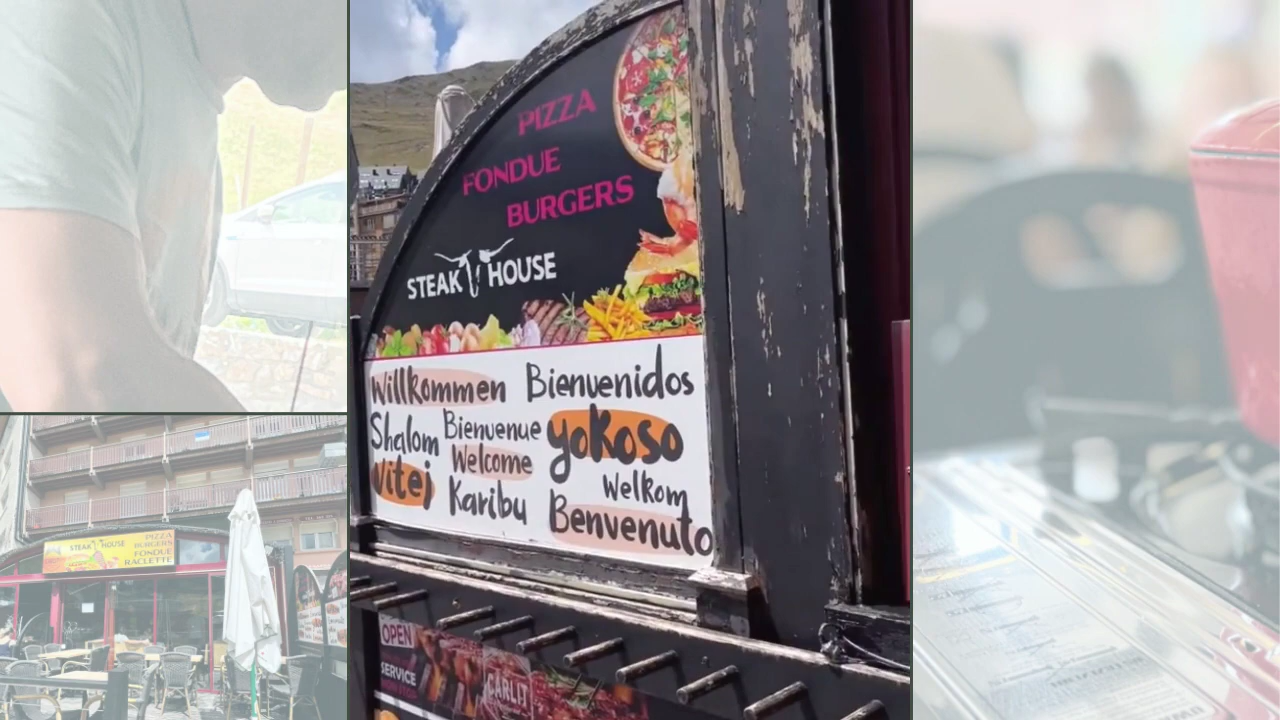 PIZZA
FONDUE
BURGERS
STEAK HOUSE
Willkommen Bienvenidos
Shalom Bienvenue yokoso
Vitej Welcome Welkom
Karibu Benvenuto
OPEN
SERVICE
CARLIT
STEAK HOUSE
PIZZA
BURGERS
FONDUE
RACLETTE